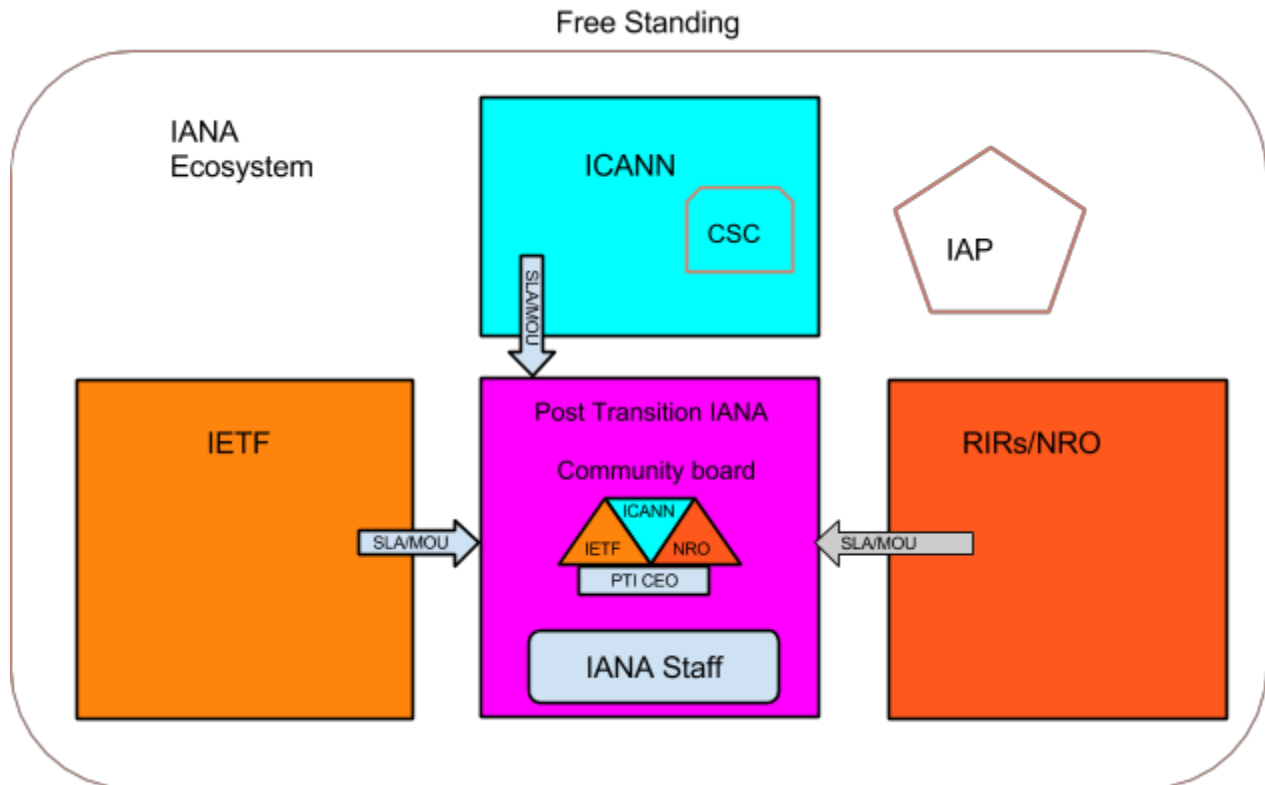 Free Standing
IANA
Ecosystem
ICANN
CSC
IAP
SLA/MOU
IETF
Post Transition IANA
RIRs/NRO
Community board
ICANN
IETF
NRO
PTI CEO
SLA/MOU
SLA/MOU
IANA Staff